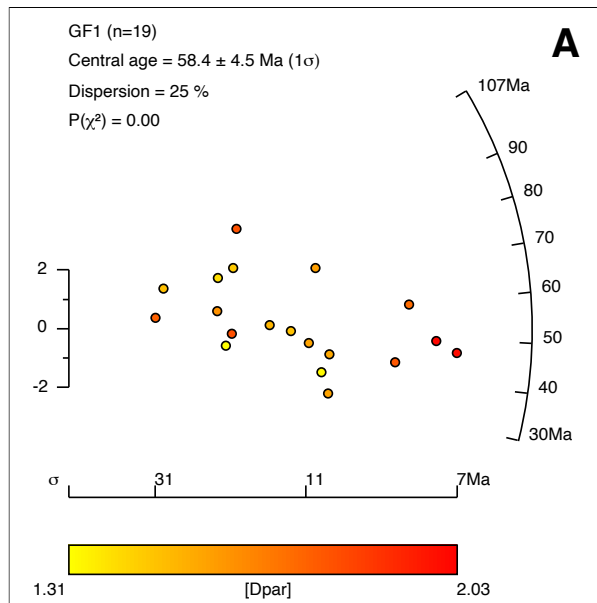 GF1 (n=19)
A
Central age = 58.4 ± 4.5 Ma (1σ)
Dispersion = 25 %
P(χ²) = 0.00
107Ma
90
80
70
60
50
40
30Ma
2
0
-2
σ
31
11
7Ma
1.31
[Dpar]
2.03